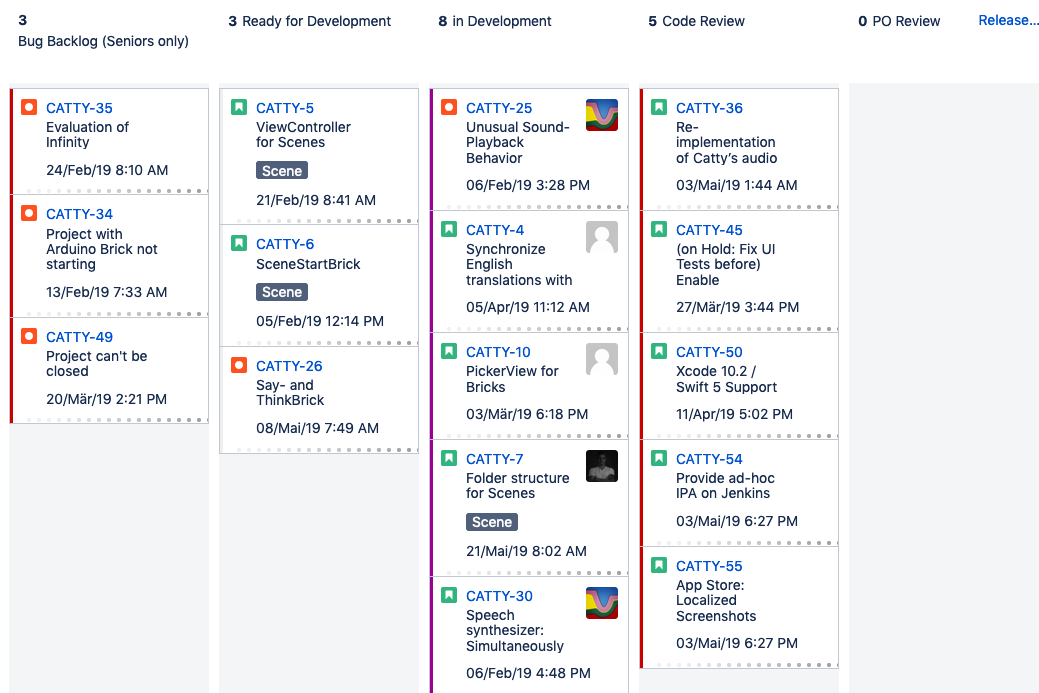 3
Bug Backlog (Seniors only)
3 Ready for Development
8 in Development
5 Code Review
0 PO Review
Release...
CATTY-35
Evaluation of
Infinity
24/Feb/19 8:10 AM
CATTY-34
Project with
Arduino Brick not
starting
13/Feb/19 7:33 AM
CATTY-49
Project can't be
closed
20/Mär/19 2:21 PM
CATTY-5
ViewController
for Scenes
Scene
21/Feb/19 8:41 AM
CATTY-6
SceneStartBrick
Scene
05/Feb/19 12:14 PM
CATTY-26
Say- and
ThinkBrick
08/Mai/19 7:49 AM
CATTY-25
Unusual Sound-
Playback
Behavior
06/Feb/19 3:28 PM
CATTY-4
Synchronize
English
translations with
05/Apr/19 11:12 AM
CATTY-10
PickerView for
Bricks
03/Mär/19 6:18 PM
CATTY-7
Folder structure
for Scenes
Scene
21/Mai/19 8:02 AM
CATTY-30
Speech
synthesizer:
Simultaneously
06/Feb/19 4:48 PM
CATTY-36
Re-
implementation
of Catty’s audio
03/Mai/19 1:44 AM
CATTY-45
(on Hold: Fix UI
Tests before)
Enable
27/Mär/19 3:44 PM
CATTY-50
Xcode 10.2 /
Swift 5 Support
11/Apr/19 5:02 PM
CATTY-54
Provide ad-hoc
IPA on Jenkins
03/Mai/19 6:27 PM
CATTY-55
App Store:
Localized
Screenshots
03/Mai/19 6:27 PM